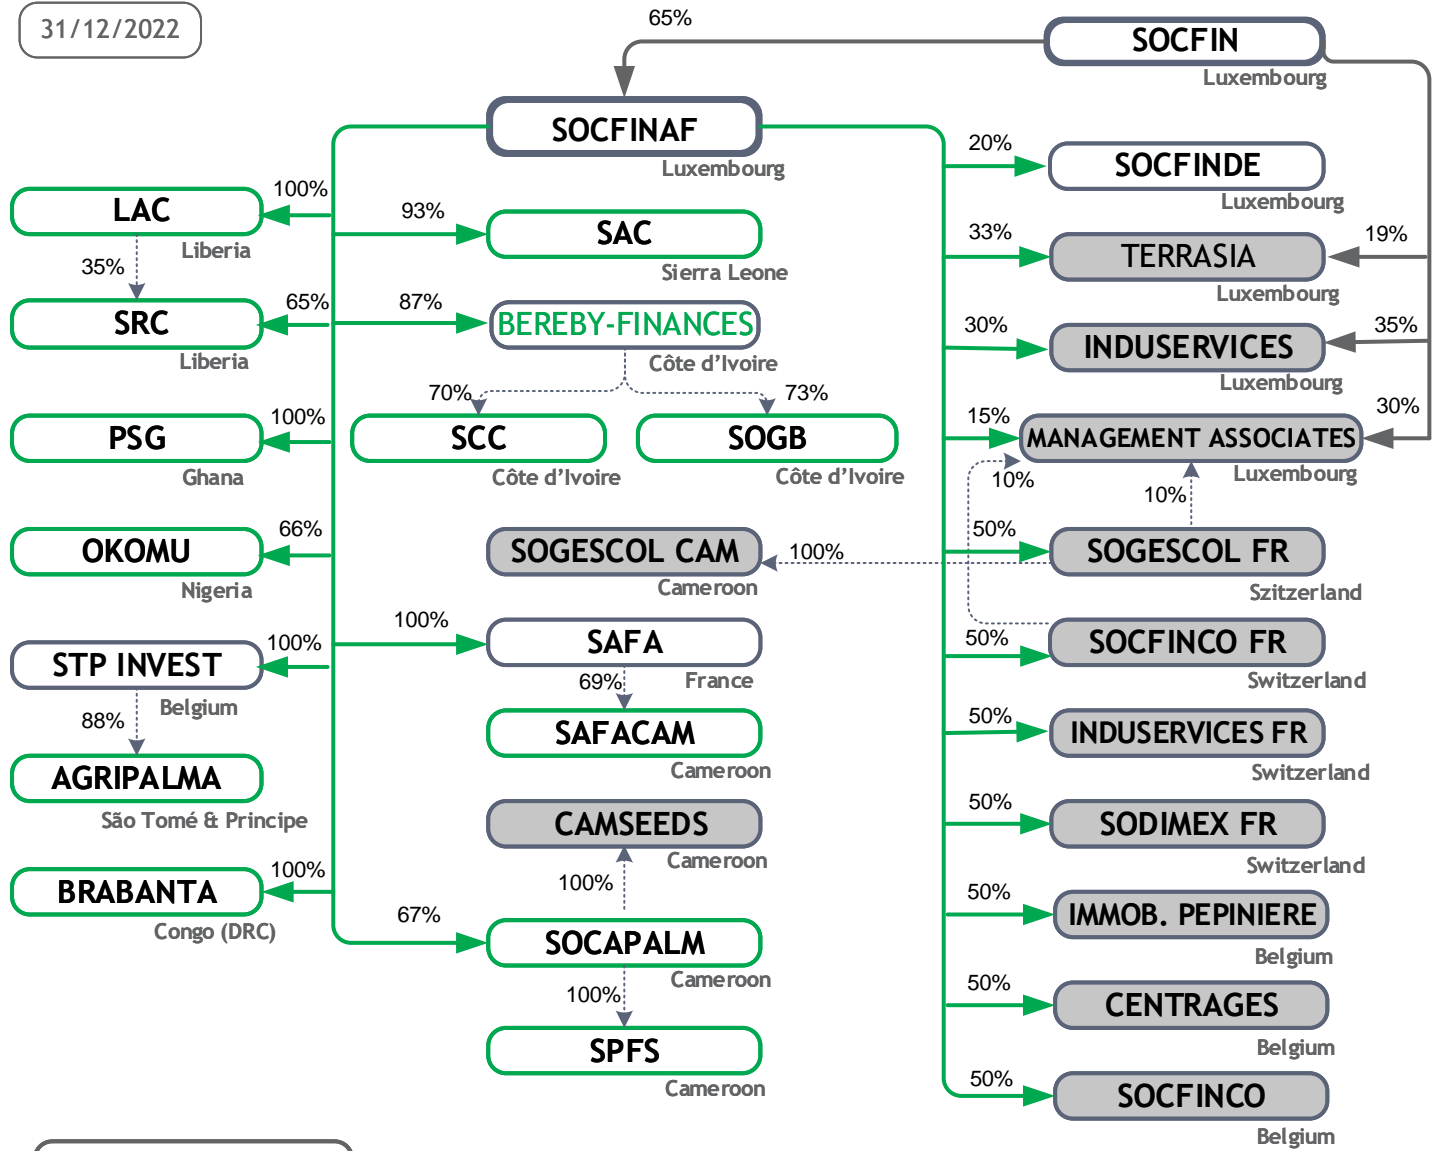 31/12/2022
65%
SOCFIN
Luxembourg
SOCFINAF
Luxembourg
20%
SOCFINDE
Luxembourg
100%
LAC
Liberia
93%
SAC
Sierra Leone
33%
TERRASIA
Luxembourg
19%
35%
65%
SRC
Liberia
87%
BEREBY-FINANCES
Côte d'Ivoire
30%
INDUSERVICES
Luxembourg
35%
70%
73%
100%
PSG
Ghana
SCC
Côte d'Ivoire
SOGB
Côte d'Ivoire
15%
MANAGEMENT ASSOCIATES
Luxembourg
30%
10%
10%
66%
OKOMU
Nigeria
SOGESCOL CAM
Cameroon
100%
50%
SOGESCOL FR
Szitzerland
100%
STP INVEST
Belgium
100%
SAFA
France
50%
SOCFINCO FR
Switzerland
88%
69%
AGRIPALMA
São Tomé & Principe
SAFACAM
Cameroon
50%
INDUSERVICES FR
Switzerland
CAMSEEDS
Cameroon
50%
SODIMEX FR
Switzerland
100%
BRABANTA
Congo (DRC)
100%
67%
SOCAPALM
Cameroon
50%
IMMOB. PEPINIERE
Belgium
100%
SPFS
Cameroon
50%
CENTRAGES
Belgium
50%
SOCFINCO
Belgium